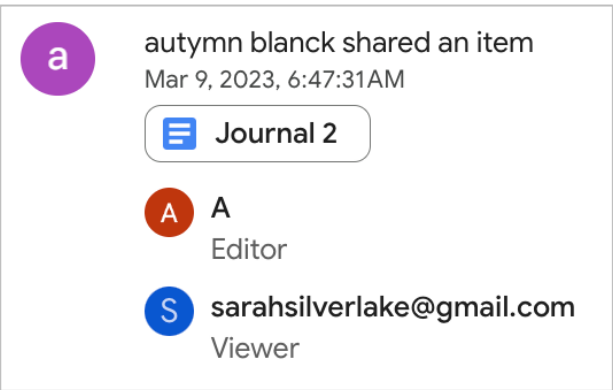 a
autymn blanck shared an item
Mar 9, 2023, 6:47:31AM
Journal 2
A A
Editor
S sarahsilverlake@gmail.com
Viewer